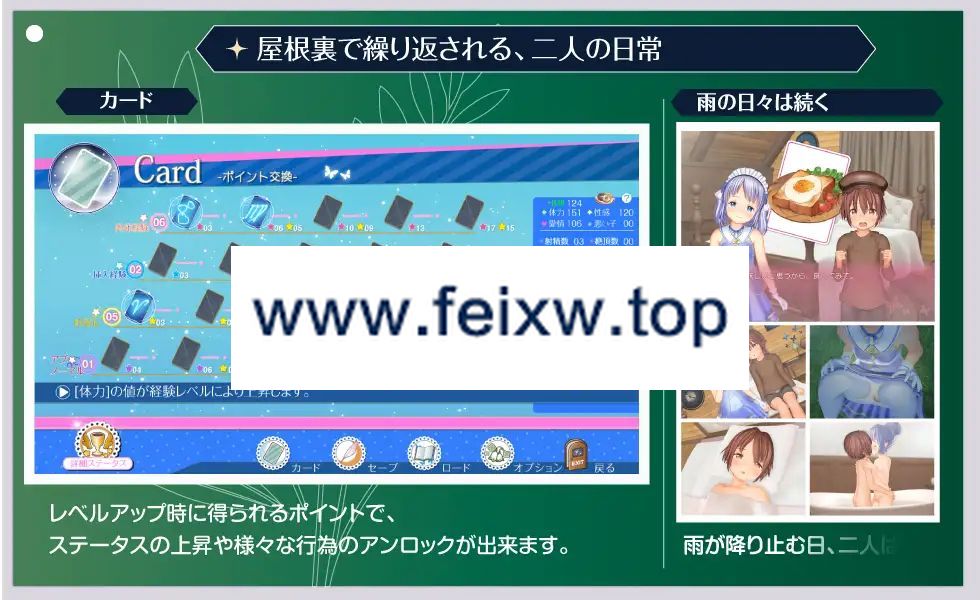 屋根裏で繰り返される、二人の日常
カード
雨の日々は続く
Card -ポイント交換-
124
体力 151 性感 120
愛情 106 悪い子 00
射精数 03 絶頂数 00
06
03
06 05
10 09
13
17 15
挿入経験 02
03
05
03
01
04
06
www.feixw.top
[体力]の値が経験レベルにより上昇します。
詳細ステータス
カード
セーブ
ロード
オプション
EXIT
戻る
レベルアップ時に得られるポイントで、
ステータスの上昇や様々な行為のアンロックが出来ます。
雨が降り止む日、二人は